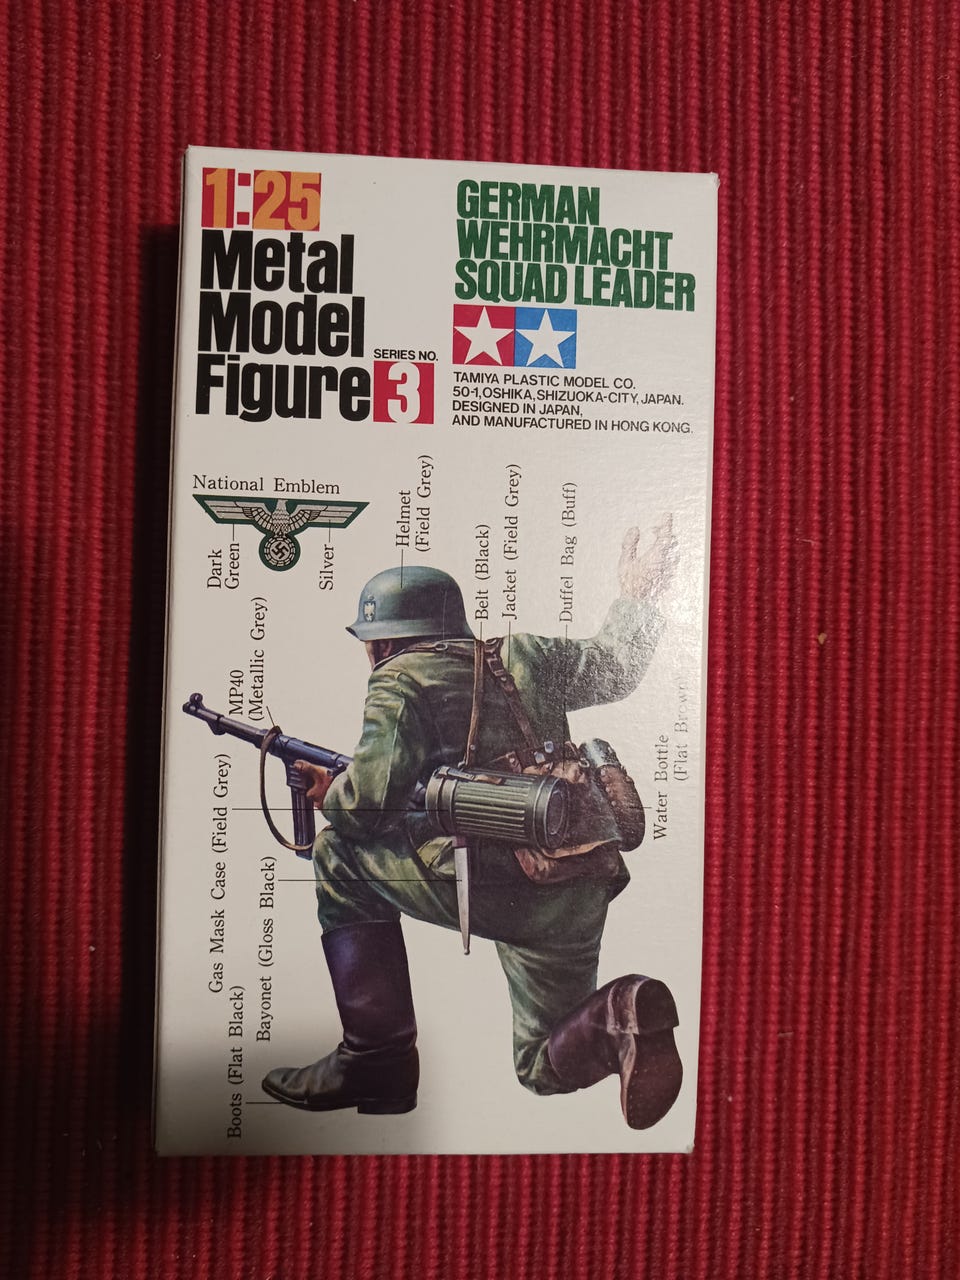 1:25
Metal
Model
Figure
SERIES NO.
3
GERMAN
WEHRMACHT
SQUAD LEADER
TAMIYA PLASTIC MODEL CO.
50-1, OSHIKA, SHIZUOKA-CITY, JAPAN.
DESIGNED IN JAPAN,
AND MANUFACTURED IN HONG KONG.
National Emblem
Dark
Green
Silver
Helmet
(Field Grey)
Belt (Black)
Jacket (Field Grey)
Duffel Bag (Buff)
MP40
(Metallic Grey)
Water Bottle
(Flat Brown)
Gas Mask Case (Field Grey)
Bayonet (Gloss Black)
Boots (Flat Black)